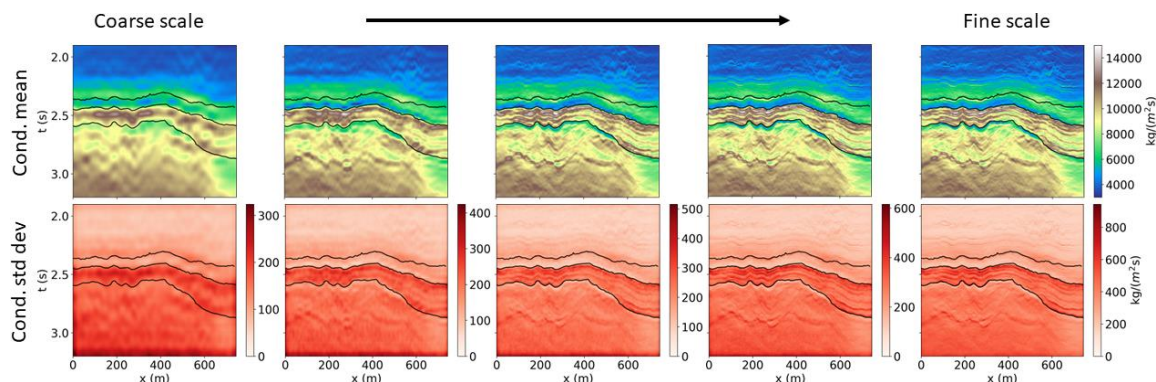 Coarse scale
Fine scale
Cond. mean
t (s)
2.0
2.5
3.0
14000
12000
10000
8000
6000
4000
kg/(m²s)
Cond. std dev
t (s)
2.0
2.5
3.0
300
200
100
0
400
300
200
100
0
500
400
300
200
100
0
600
400
200
0
800
600
400
200
0
kg/(m²s)
0 200 400 600
0 200 400 600
0 200 400 600
0 200 400 600
0 200 400 600
x (m)
x (m)
x (m)
x (m)
x (m)